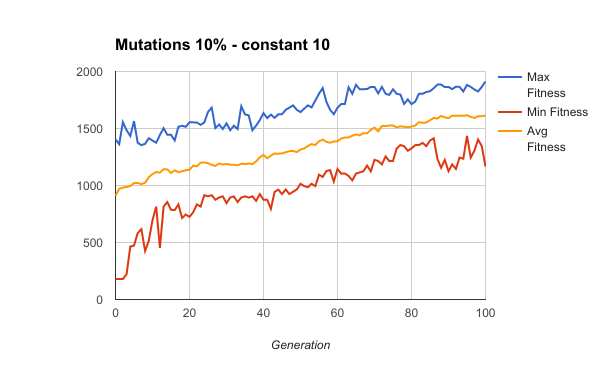 Mutations 10% - constant 10
2000
1500
1000
500
0
0 20 40 60 80 100
Generation
Max
Fitness
Min Fitness
Avg
Fitness